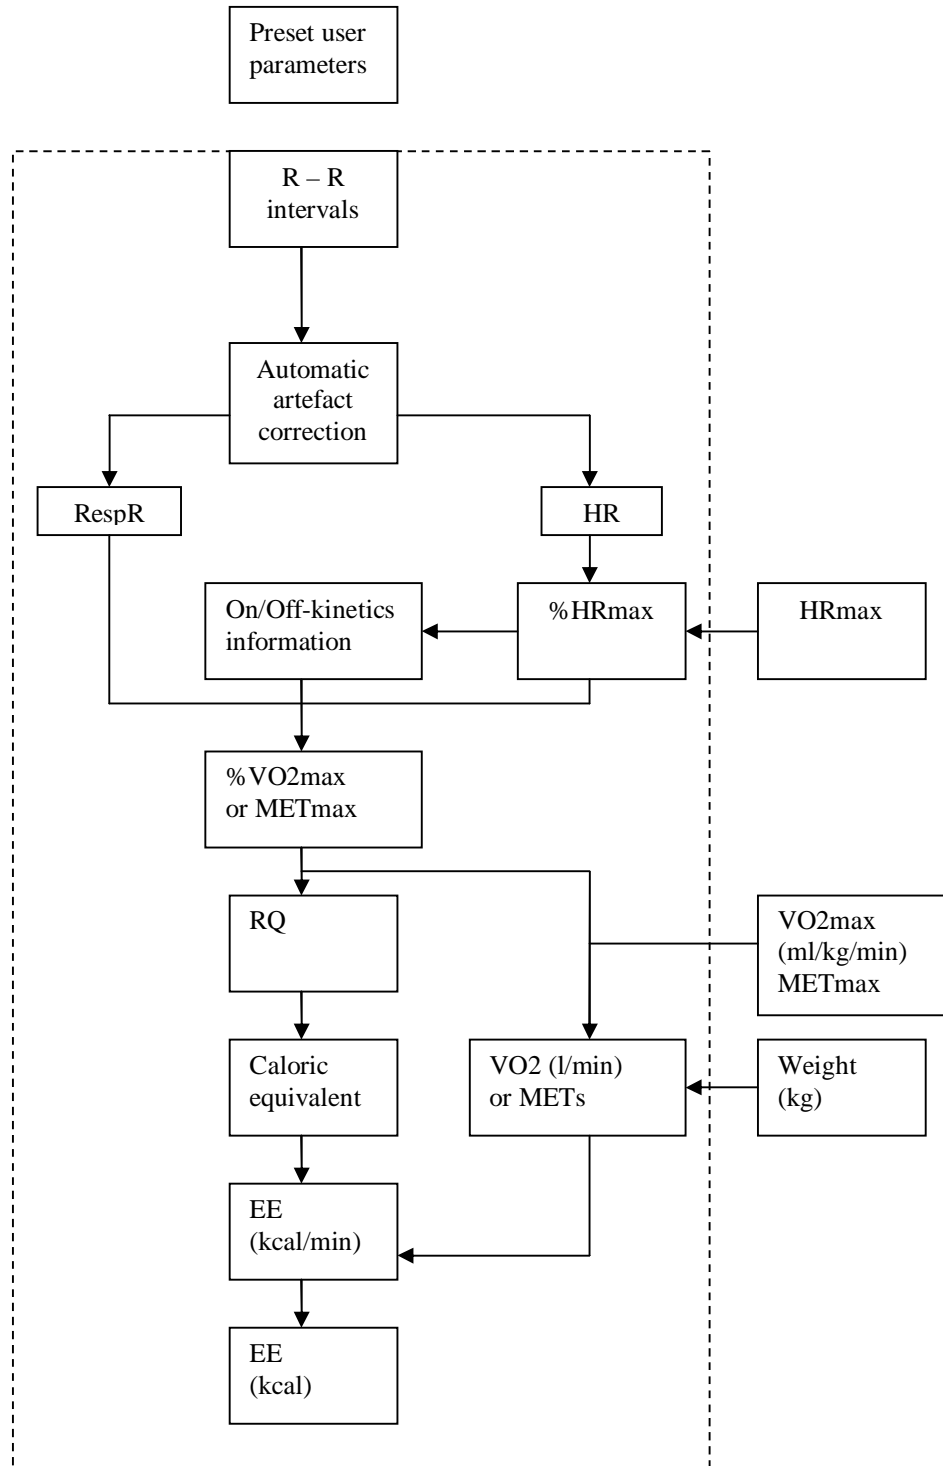 Preset user
parameters
R – R
intervals
Automatic
artefact
correction
RespR
HR
On/Off-kinetics
information
%HRmax
HRmax
%VO2max
or METmax
RQ
VO2max
(ml/kg/min)
METmax
Caloric
equivalent
VO2 (l/min)
or METs
Weight
(kg)
EE
(kcal/min)
EE
(kcal)